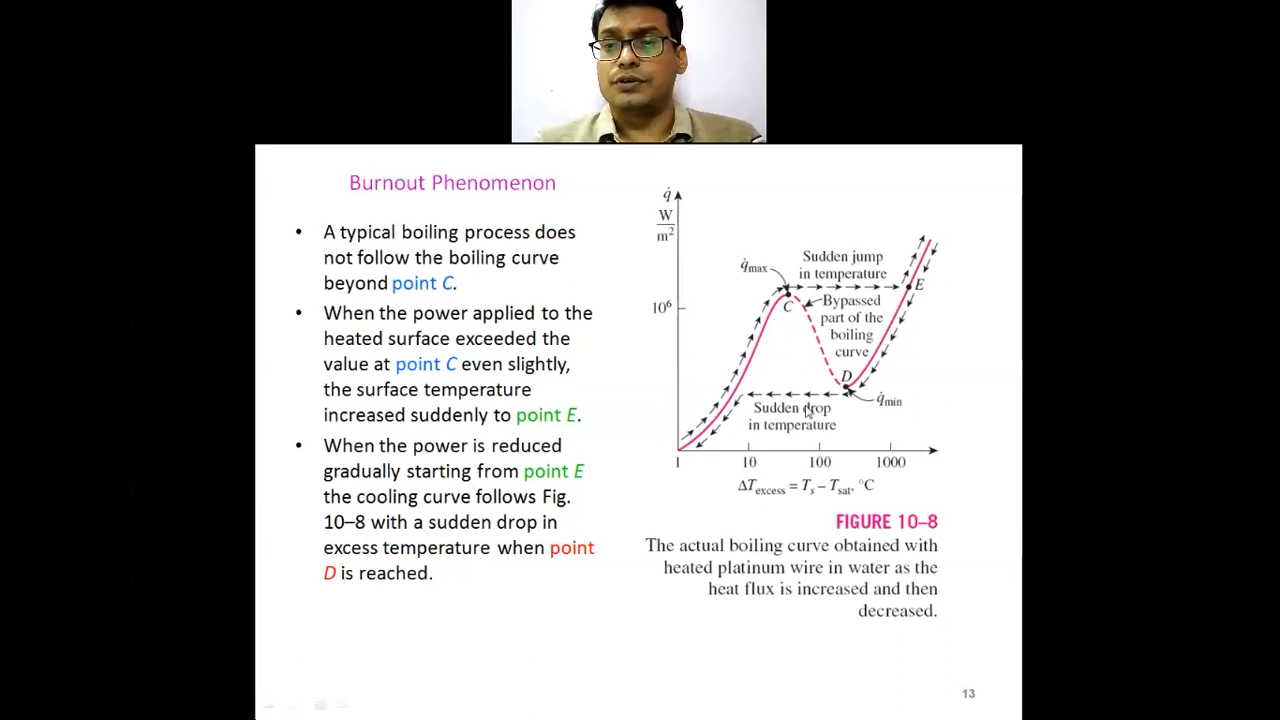 Burnout Phenomenon
• A typical boiling process does
not follow the boiling curve
beyond point C.
• When the power applied to the
heated surface exceeded the
value at point C even slightly,
the surface temperature
increased suddenly to point E.
• When the power is reduced
gradually starting from point E
the cooling curve follows Fig.
10–8 with a sudden drop in
excess temperature when point
D is reached.
q̇
W
m²
10⁶
q̇max
Sudden jump
in temperature
C
E
Bypassed
part of the
boiling
curve
D
q̇min
Sudden drop
in temperature
1 10 100 1000
ΔTexcess = Ts – Tsat, °C
FIGURE 10–8
The actual boiling curve obtained with
heated platinum wire in water as the
heat flux is increased and then
decreased.
13